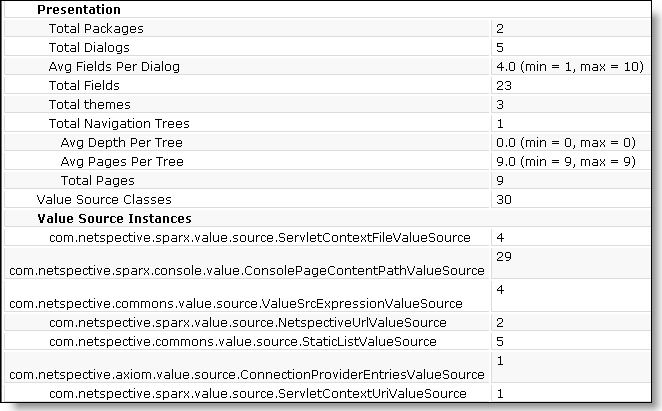 Presentation
Total Packages 2
Total Dialogs 5
Avg Fields Per Dialog 4.0 (min = 1, max = 10)
Total Fields 23
Total themes 3
Total Navigation Trees 1
Avg Depth Per Tree 0.0 (min = 0, max = 0)
Avg Pages Per Tree 9.0 (min = 9, max = 9)
Total Pages 9
Value Source Classes 30
Value Source Instances
com.netspective.sparx.value.source.ServletContextFileValueSource 4
com.netspective.sparx.console.value.ConsolePageContentPathValueSource 29
com.netspective.commons.value.source.ValueSrcExpressionValueSource 4
com.netspective.sparx.value.source.NetspectiveUrlValueSource 2
com.netspective.commons.value.source.StaticListValueSource 5
com.netspective.axiom.value.source.ConnectionProviderEntriesValueSource 1
com.netspective.sparx.value.source.ServletContextUriValueSource 1